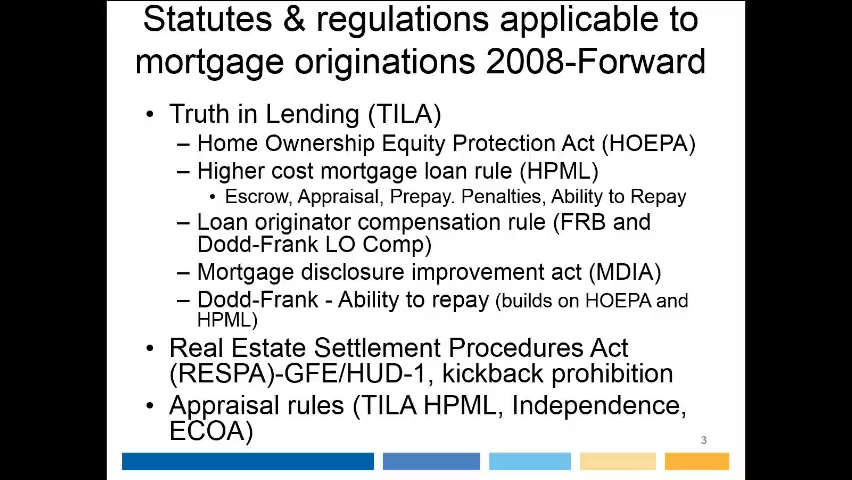 Statutes & regulations applicable to
mortgage originations 2008-Forward
• Truth in Lending (TILA)
– Home Ownership Equity Protection Act (HOEPA)
– Higher cost mortgage loan rule (HPML)
• Escrow, Appraisal, Prepay. Penalties, Ability to Repay
– Loan originator compensation rule (FRB and
Dodd-Frank LO Comp)
– Mortgage disclosure improvement act (MDIA)
– Dodd-Frank - Ability to repay (builds on HOEPA and
HPML)
• Real Estate Settlement Procedures Act
(RESPA)-GFE/HUD-1, kickback prohibition
• Appraisal rules (TILA HPML, Independence,
ECOA)
3